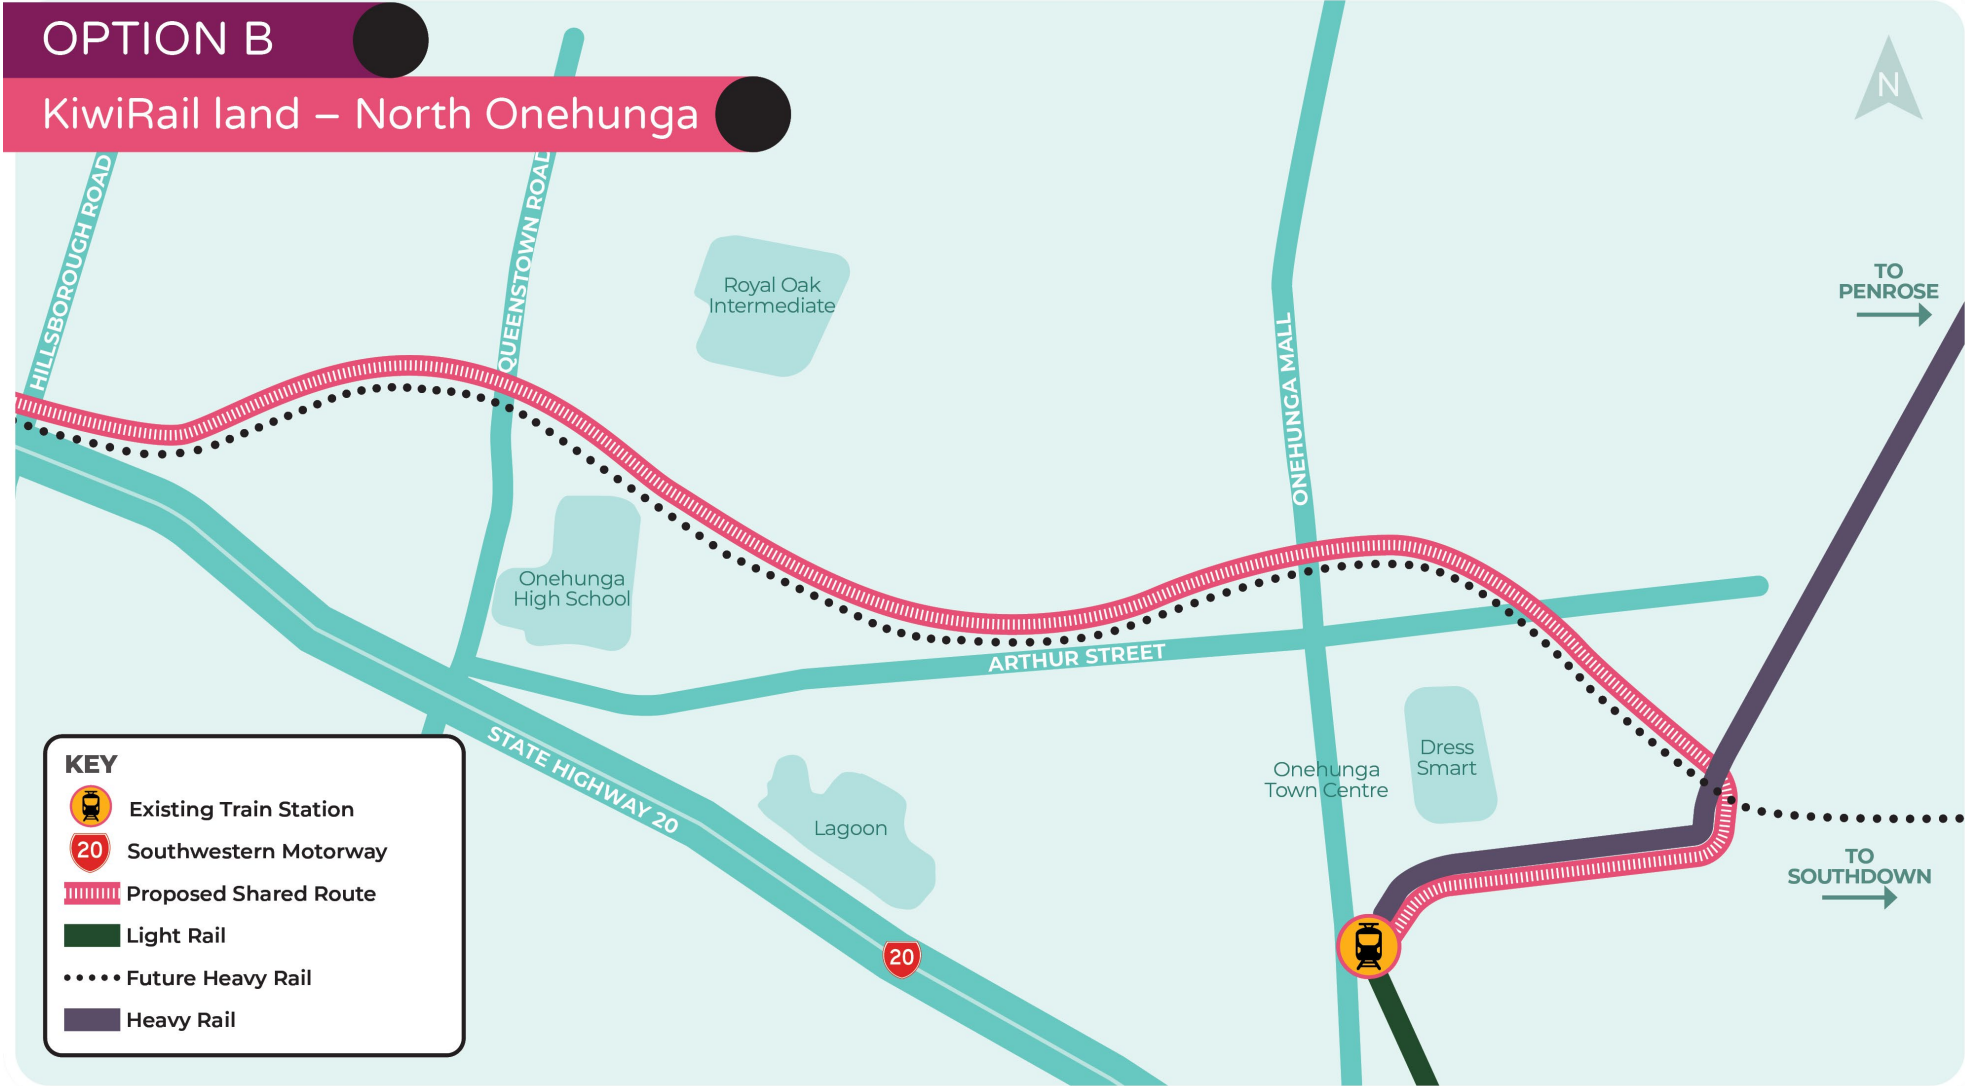 OPTION B
KiwiRail land – North Onehunga
N
HILLSBOROUGH ROAD
QUEENSTOWN ROAD
Royal Oak
Intermediate
ONEHUNGA MALL
TO
PENROSE
Onehunga
High School
ARTHUR STREET
STATE HIGHWAY 20
Dress
Smart
Onehunga
Town Centre
Lagoon
TO
SOUTHDOWN
20
KEY
Existing Train Station
20 Southwestern Motorway
Proposed Shared Route
Light Rail
Future Heavy Rail
Heavy Rail